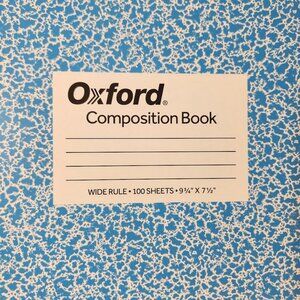 Oxford®
Composition Book
WIDE RULE • 100 SHEETS • 9¾" X 7½"